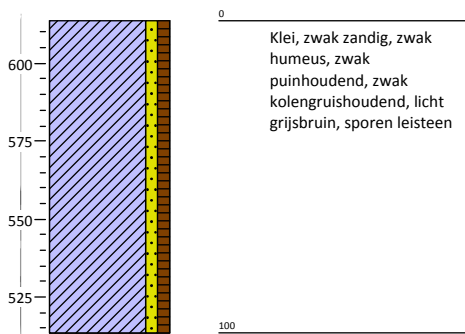 0
Klei, zwak zandig, zwak
humeus, zwak
puinhoudend, zwak
kolengruishoudend, licht
grijsbruin, sporen leisteen
600
575
550
525
100